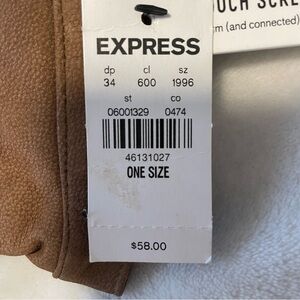 OUCH SCRE
m (and connected)
EXPRESS
dp cl sz
34 600 1996
st co
06001329 0474
46131027
ONE SIZE
$58.00